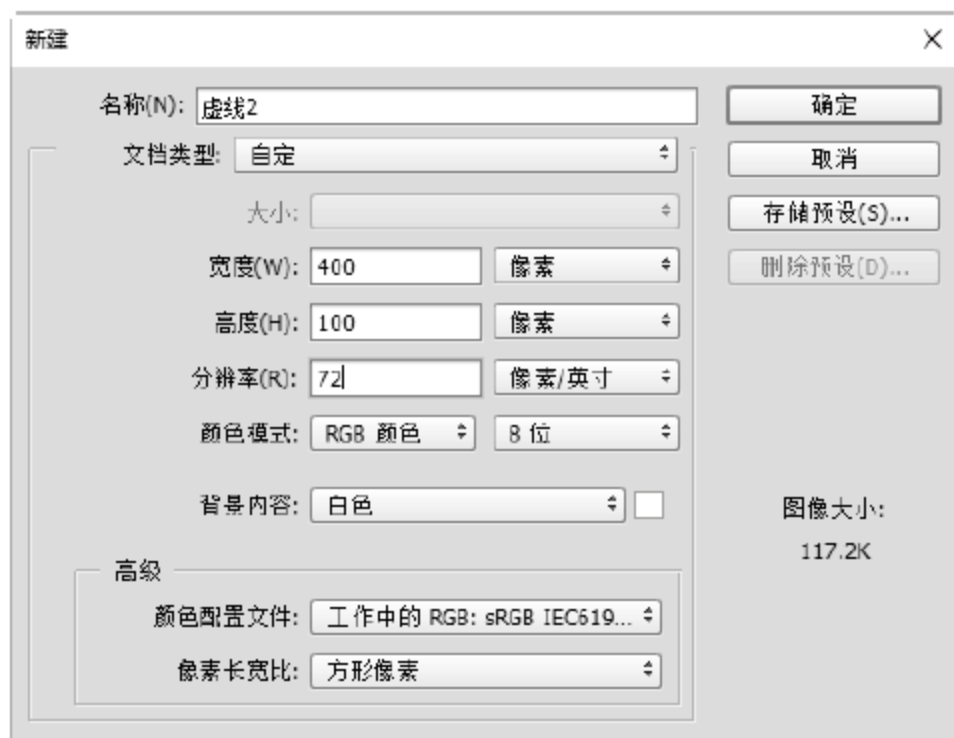 新建
名称(N): 虚线2
确定
文档类型: 自定
取消
大小:
存储预设(S)...
宽度(W): 400 像素
删除预设(D)...
高度(H): 100 像素
分辨率(R): 72 像素/英寸
颜色模式: RGB 颜色 8 位
背景内容: 白色
图像大小:
117.2K
高级
颜色配置文件: 工作中的 RGB: sRGB IEC619...
像素长宽比: 方形像素